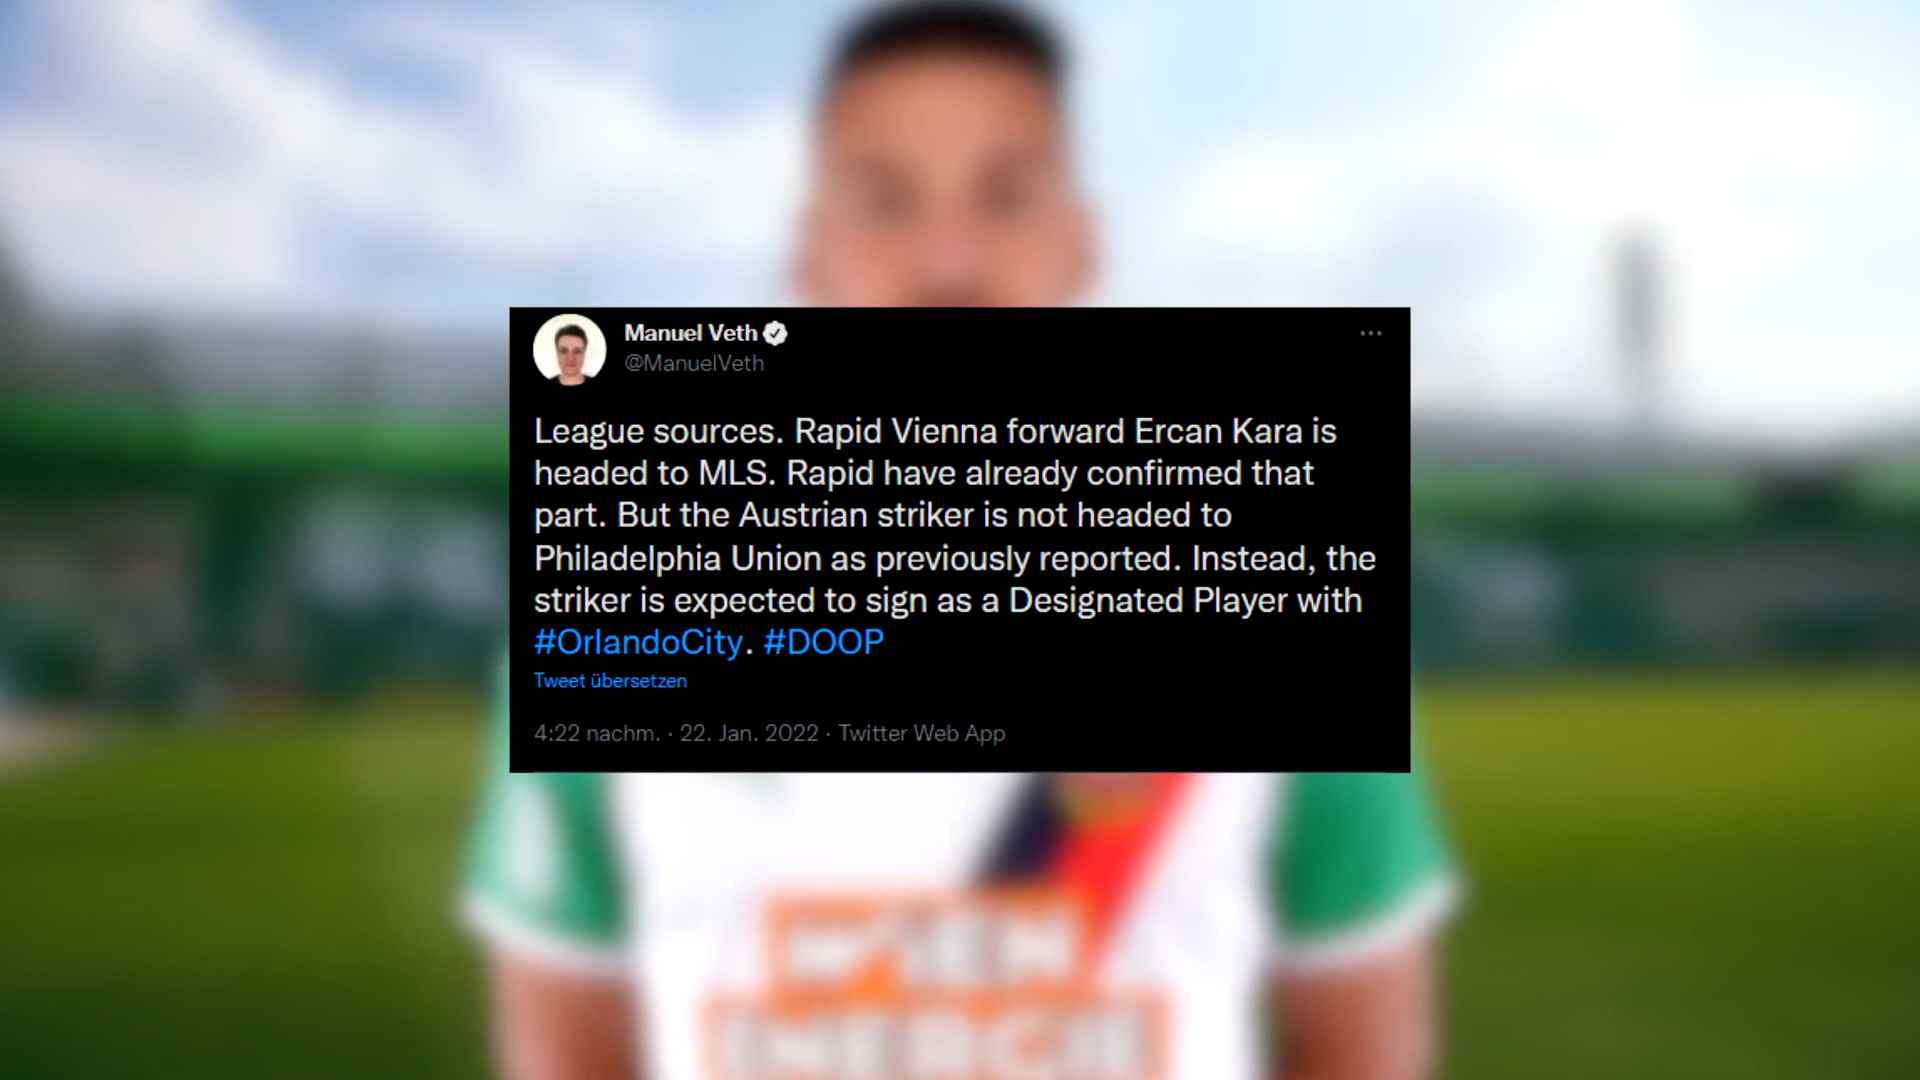 Manuel Veth
@ManuelVeth
League sources. Rapid Vienna forward Ercan Kara is
headed to MLS. Rapid have already confirmed that
part. But the Austrian striker is not headed to
Philadelphia Union as previously reported. Instead, the
striker is expected to sign as a Designated Player with
#OrlandoCity. #DOOP
Tweet übersetzen
4:22 nachm. · 22. Jan. 2022 · Twitter Web App
WIEN
ENERGIE